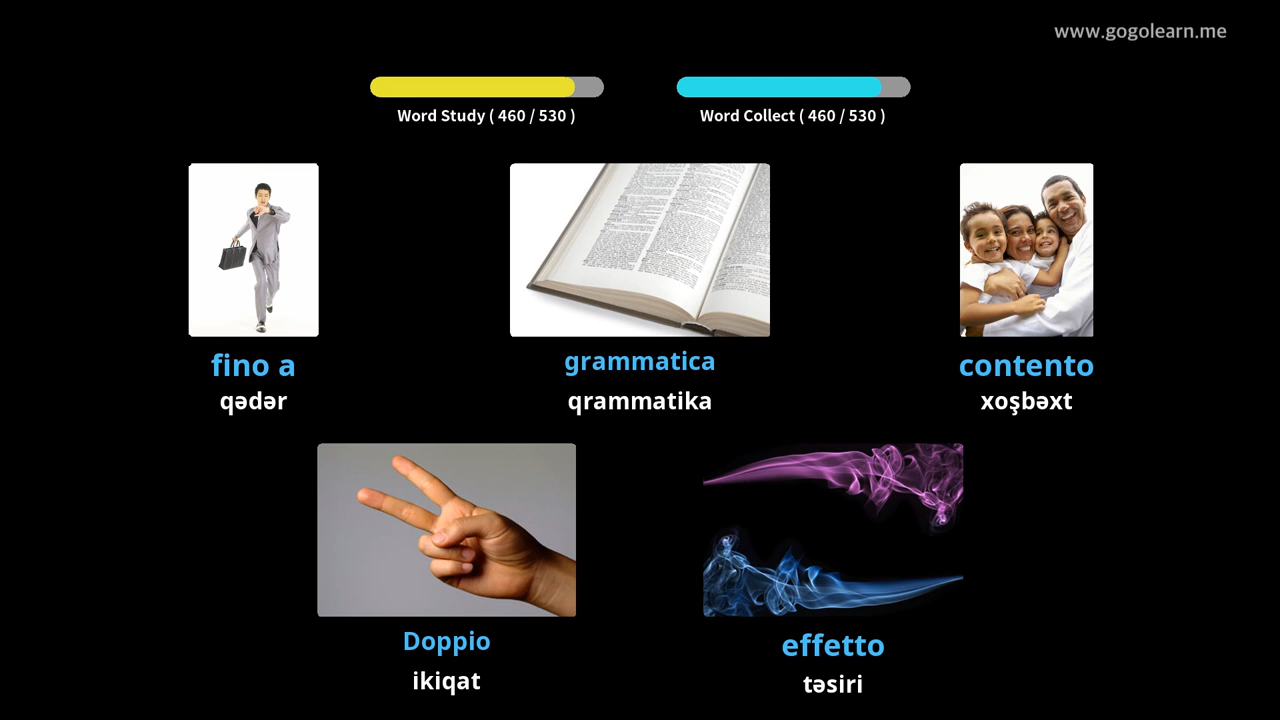 www.gogolearn.me
Word Study ( 460 / 530 )
Word Collect ( 460 / 530 )
fino a
qədər
grammatica
qrammatika
contento
xoşbəxt
Doppio
ikiqat
effetto
təsiri